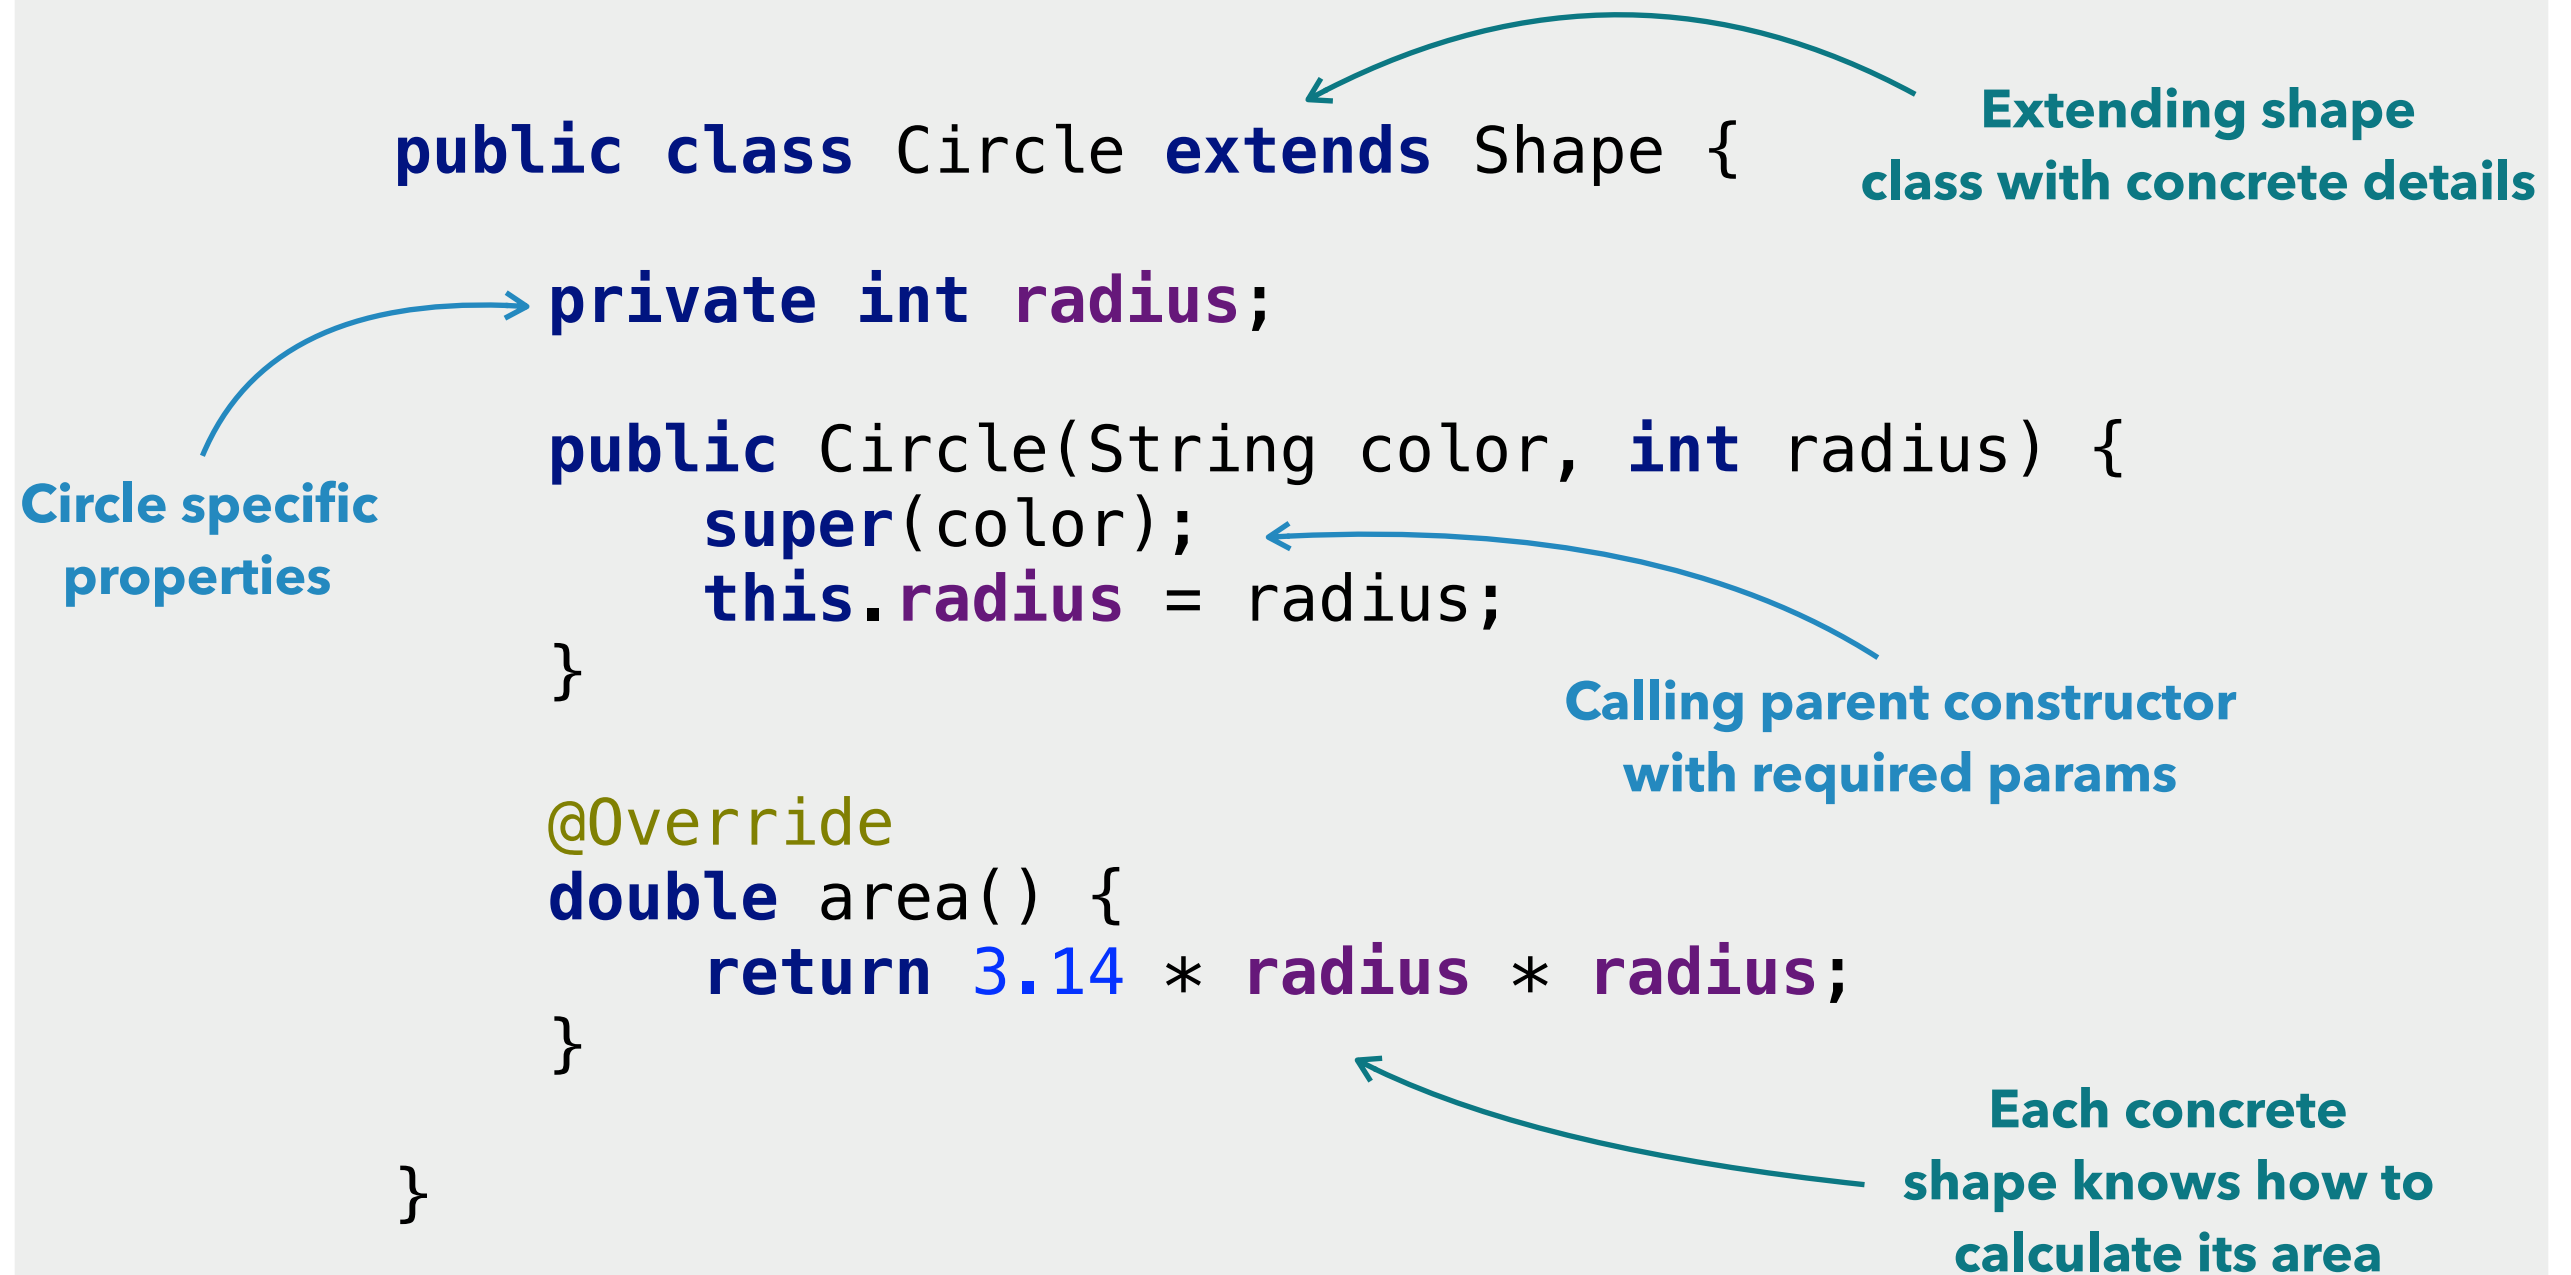 public class Circle extends Shape {
Extending shape
class with concrete details
private int radius;
Circle specific
properties
public Circle(String color, int radius) {
super(color);
this.radius = radius;
}
Calling parent constructor
with required params
@Override
double area() {
return 3.14 * radius * radius;
}
Each concrete
shape knows how to
calculate its area
}